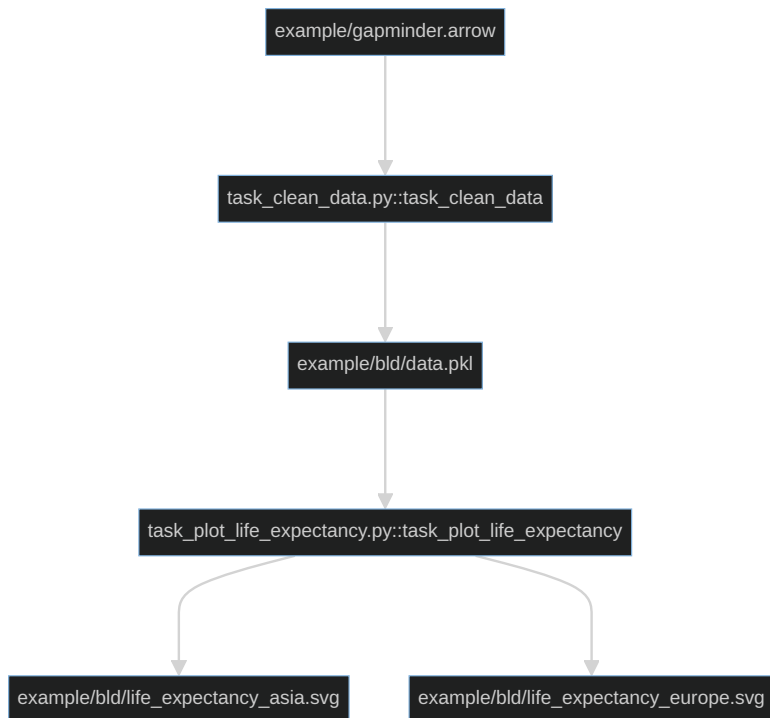 example/gapminder.arrow
task_clean_data.py::task_clean_data
example/bld/data.pkl
task_plot_life_expectancy.py::task_plot_life_expectancy
example/bld/life_expectancy_asia.svg
example/bld/life_expectancy_europe.svg